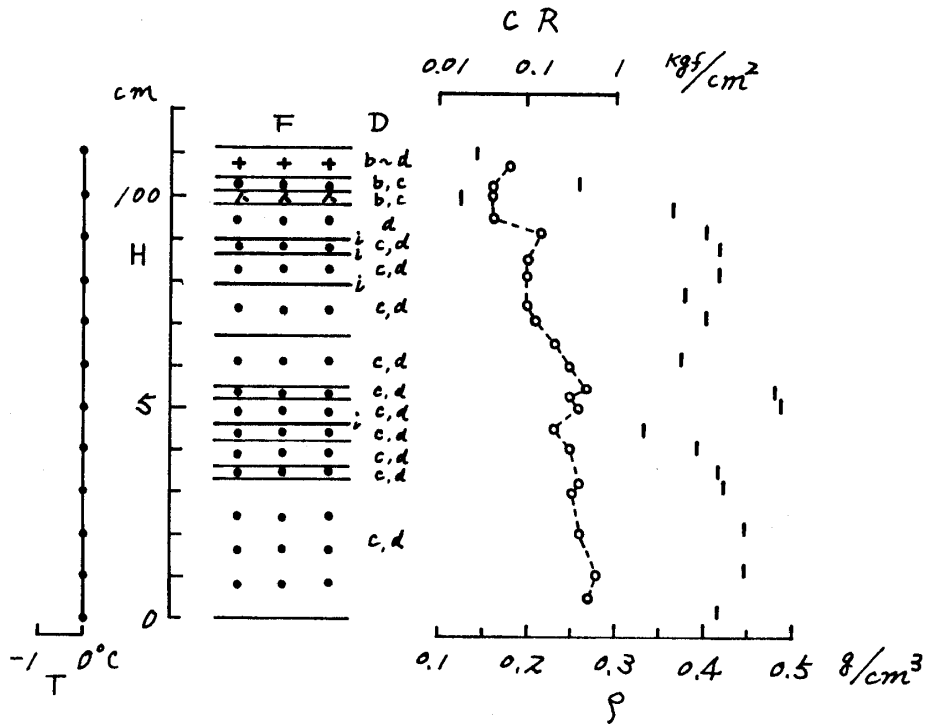 C R
0.01 0.1 1 kgf/cm²
cm
F D
b~d
b, c
100 b, c
d
i
H c, d
i
c, d
i
c, d
c, d
c, d
5 c, d
i
c, d
c, d
c, d
c, d
0
-1 0°C
T
0.1 0.2 0.3 0.4 0.5 g/cm³
ρ